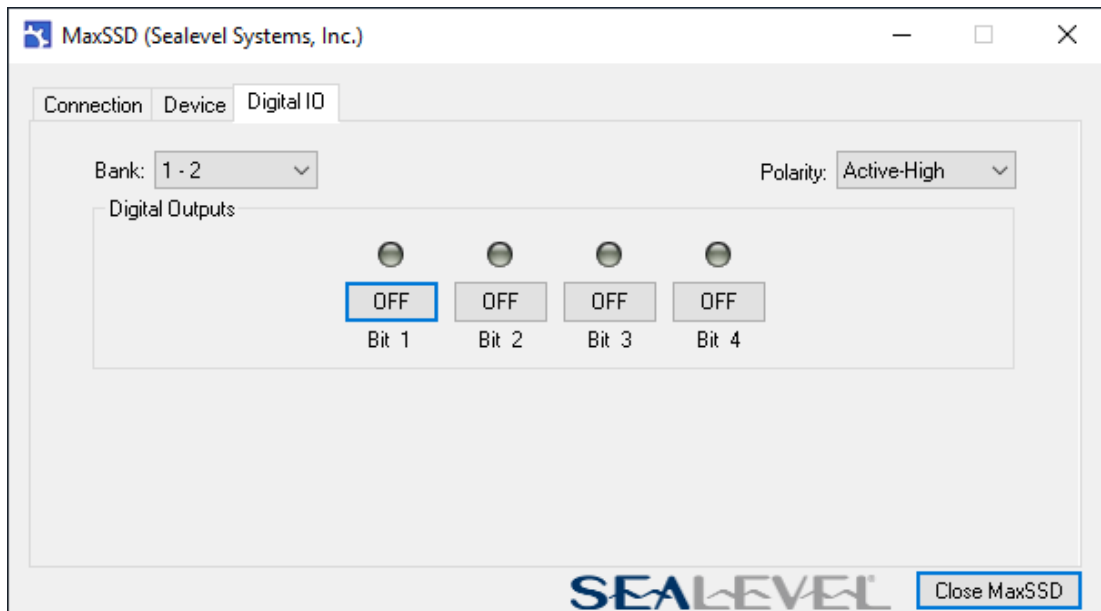 MaxSSD (Sealevel Systems, Inc.)
Connection Device Digital IO
Bank: 1 - 2 Polarity: Active-High
Digital Outputs
OFF OFF OFF OFF
Bit 1 Bit 2 Bit 3 Bit 4
SEALEVEL Close MaxSSD